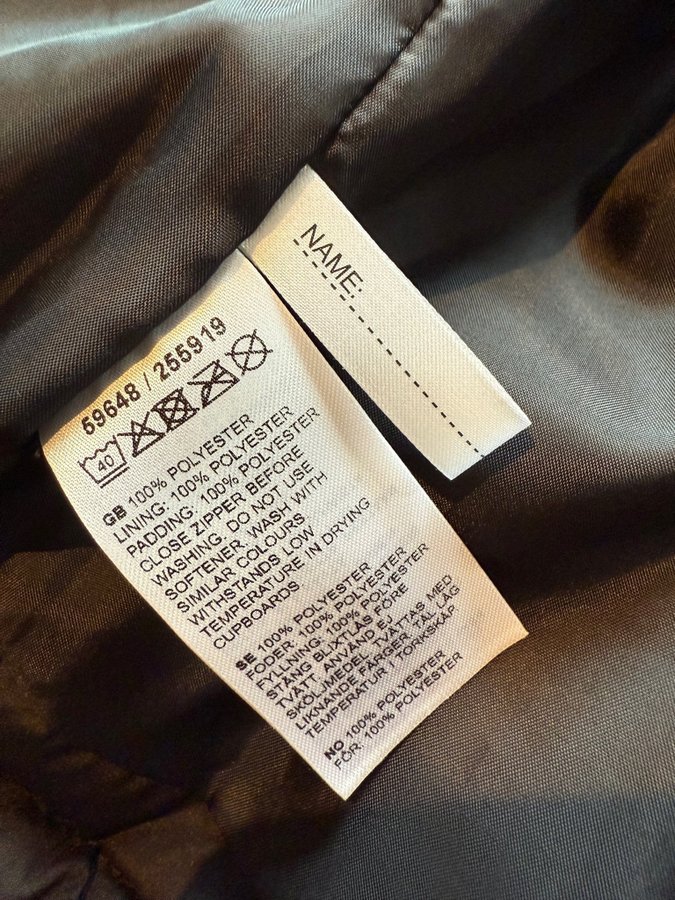 NAME:
59648 / 255919
40
GB 100% POLYESTER
LINING: 100% POLYESTER
PADDING: 100% POLYESTER
CLOSE ZIPPER BEFORE
WASHING. DO NOT USE
SOFTENER. WASH WITH
SIMILAR COLOURS
WITHSTANDS LOW
TEMPERATURE IN DRYING
CUPBOARDS
SE 100% POLYESTER
FODER: 100% POLYESTER
FYLLNING: 100% POLYESTER
STÄNG BLIXTLÅS FÖRE
TVÄTT. ANVÄND EJ
SKÖLJMEDEL. TVÄTTAS MED
LIKNANDE FÄRGER. TÅL LÅG
TEMPERATUR I TORKSKÅP
NO 100% POLYESTER
FÔR: 100% POLYESTER